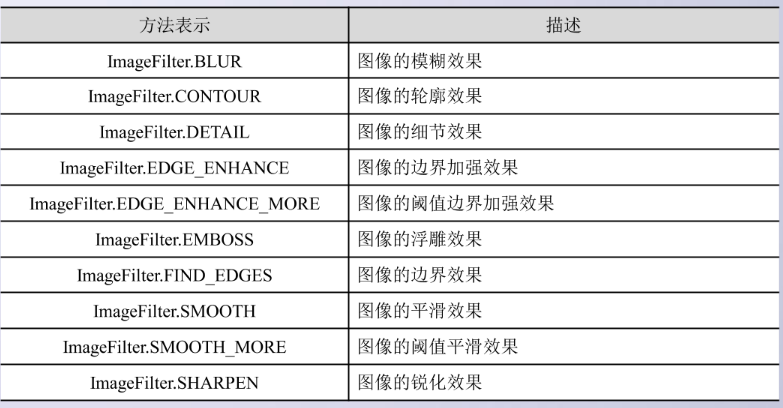 方法表示 描述
ImageFilter.BLUR 图像的模糊效果
ImageFilter.CONTOUR 图像的轮廓效果
ImageFilter.DETAIL 图像的细节效果
ImageFilter.EDGE_ENHANCE 图像的边界加强效果
ImageFilter.EDGE_ENHANCE_MORE 图像的阈值边界加强效果
ImageFilter.EMBOSS 图像的浮雕效果
ImageFilter.FIND_EDGES 图像的边界效果
ImageFilter.SMOOTH 图像的平滑效果
ImageFilter.SMOOTH_MORE 图像的阈值平滑效果
ImageFilter.SHARPEN 图像的锐化效果